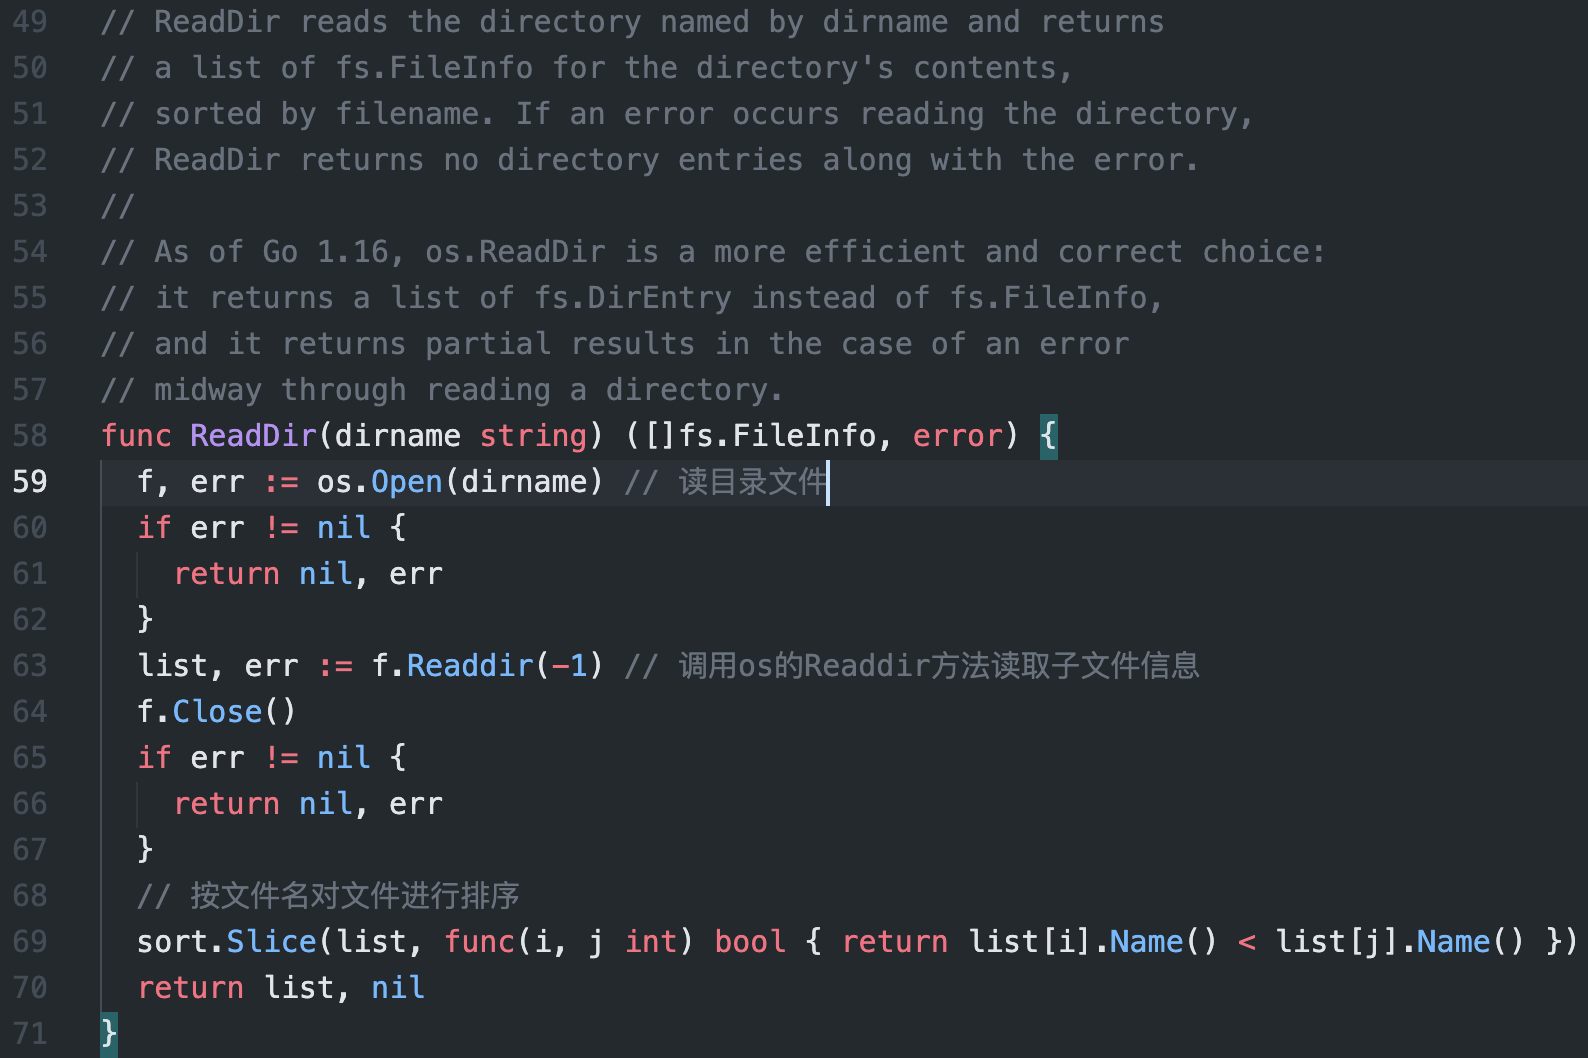 49 // ReadDir reads the directory named by dirname and returns
50 // a list of fs.FileInfo for the directory's contents,
51 // sorted by filename. If an error occurs reading the directory,
52 // ReadDir returns no directory entries along with the error.
53 //
54 // As of Go 1.16, os.ReadDir is a more efficient and correct choice:
55 // it returns a list of fs.DirEntry instead of fs.FileInfo,
56 // and it returns partial results in the case of an error
57 // midway through reading a directory.
58 func ReadDir(dirname string) ([]fs.FileInfo, error) {
59   f, err := os.Open(dirname) // 读目录文件
60   if err != nil {
61     return nil, err
62   }
63   list, err := f.Readdir(-1) // 调用os的Readdir方法读取子文件信息
64   f.Close()
65   if err != nil {
66     return nil, err
67   }
68   // 按文件名对文件进行排序
69   sort.Slice(list, func(i, j int) bool { return list[i].Name() < list[j].Name() })
70   return list, nil
71 }